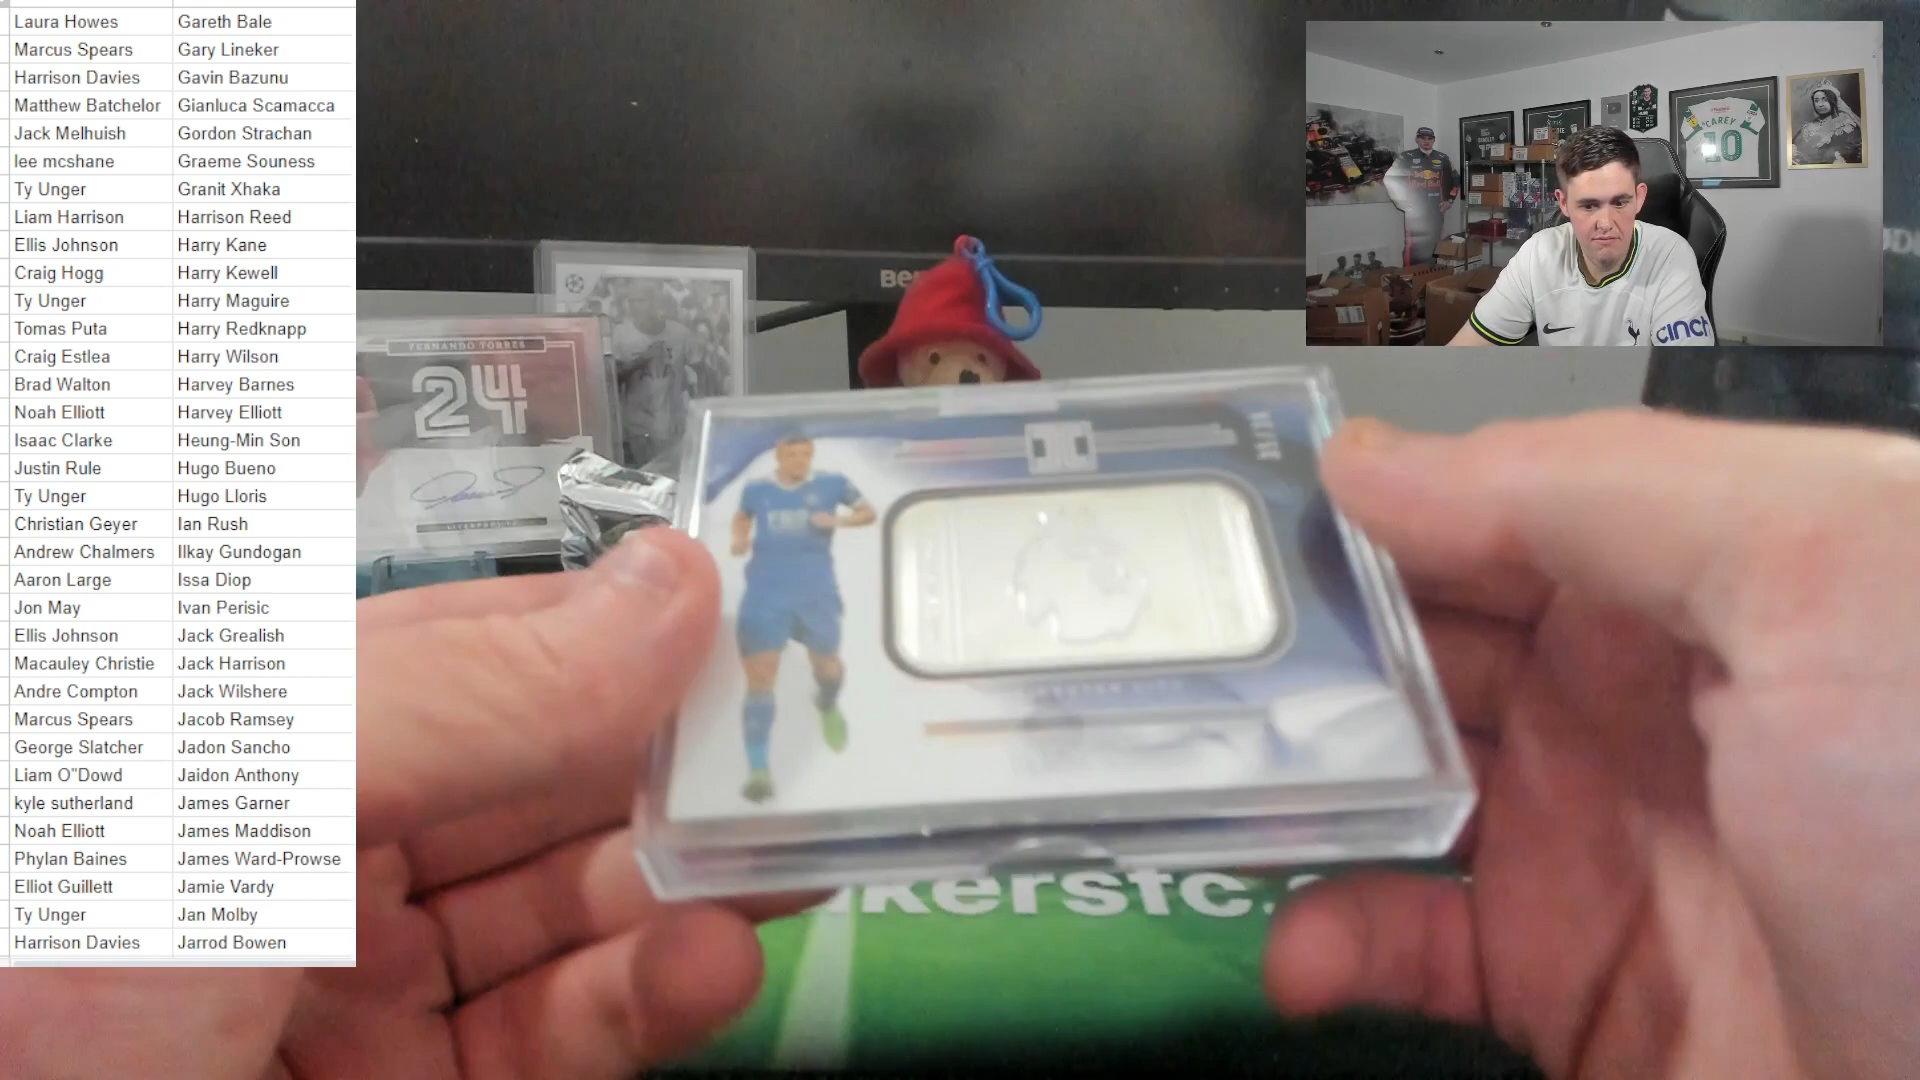 Laura Howes Gareth Bale
Marcus Spears Gary Lineker
Harrison Davies Gavin Bazunu
Matthew Batchelor Gianluca Scamacca
Jack Melhuish Gordon Strachan
lee mcshane Graeme Souness
Ty Unger Granit Xhaka
Liam Harrison Harrison Reed
Ellis Johnson Harry Kane
Craig Hogg Harry Kewell
Ty Unger Harry Maguire
Tomas Puta Harry Redknapp
Craig Estlea Harry Wilson
Brad Walton Harvey Barnes
Noah Elliott Harvey Elliott
Isaac Clarke Heung-Min Son
Justin Rule Hugo Bueno
Ty Unger Hugo Lloris
Christian Geyer Ian Rush
Andrew Chalmers Ilkay Gundogan
Aaron Large Issa Diop
Jon May Ivan Perisic
Ellis Johnson Jack Grealish
Macauley Christie Jack Harrison
Andre Compton Jack Wilshere
Marcus Spears Jacob Ramsey
George Slatcher Jadon Sancho
Liam O"Dowd Jaidon Anthony
kyle sutherland James Garner
Noah Elliott James Maddison
Phylan Baines James Ward-Prowse
Elliot Guillett Jamie Vardy
Ty Unger Jan Molby
Harrison Davies Jarrod Bowen
FERNANDO TORRES
24
LIVERPOOL FC
CAREY
10
cinch